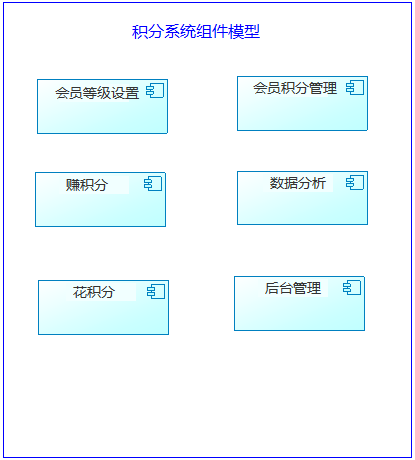 积分系统组件模型
会员等级设置
会员积分管理
赚积分
数据分析
花积分
后台管理